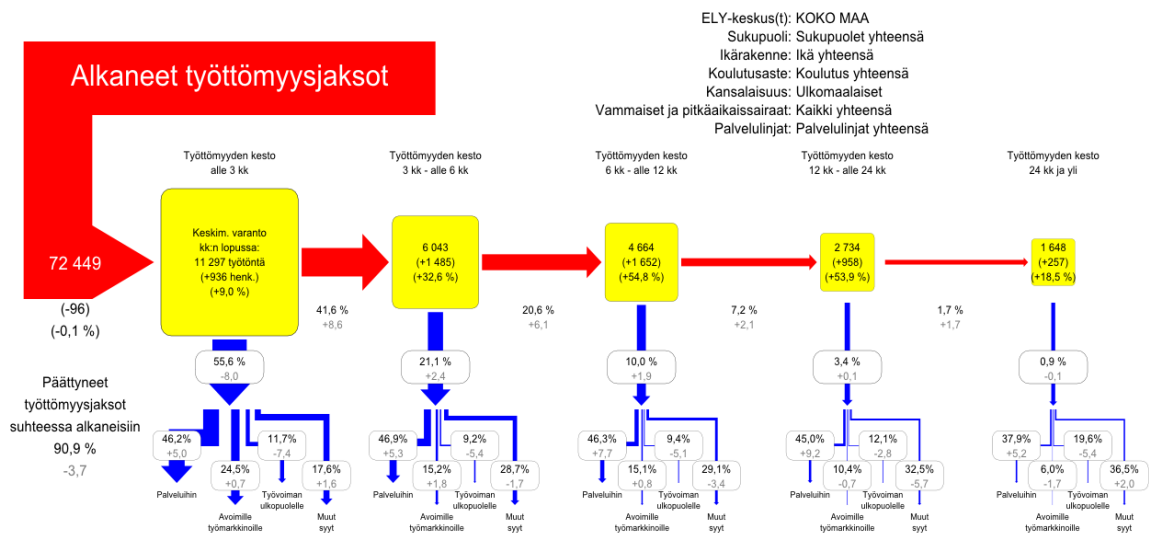 ELY-keskus(t): KOKO MAA
Sukupuoli: Sukupuolet yhteensä
Ikärakenne: Ikä yhteensä
Koulutusaste: Koulutus yhteensä
Kansalaisuus: Ulkomaalaiset
Vammaiset ja pitkäaikaissairaat: Kaikki yhteensä
Palvelulinjat: Palvelulinjat yhteensä
Alkaneet työttömyysjaksot
72 449
(-96)
(-0,1 %)
Työttömyyden kesto
alle 3 kk
Keskim. varanto
kk:n lopussa:
11 297 työtöntä
(+936 henk.)
(+9,0 %)
41,6 %
+8,6
Työttömyyden kesto
3 kk - alle 6 kk
6 043
(+1 485)
(+32,6 %)
20,6 %
+6,1
Työttömyyden kesto
6 kk - alle 12 kk
4 664
(+1 652)
(+54,8 %)
7,2 %
+2,1
Työttömyyden kesto
12 kk - alle 24 kk
2 734
(+958)
(+53,9 %)
1,7 %
+1,7
Työttömyyden kesto
24 kk ja yli
1 648
(+257)
(+18,5 %)
Päättyneet
työttömyysjaksot
suhteessa alkaneisiin
90,9 %
-3,7
55,6 %
-8,0
46,2%
+5,0
Palveluihin
24,5%
+0,7
Avoimille
työmarkkinoille
11,7%
-7,4
Työvoiman
ulkopuolelle
17,6%
+1,6
Muut
syyt
21,1 %
+2,4
46,9%
+5,3
Palveluihin
15,2%
+1,8
Avoimille
työmarkkinoille
9,2%
-5,4
Työvoiman
ulkopuolelle
28,7%
-1,7
Muut
syyt
10,0 %
+1,9
46,3%
+7,7
Palveluihin
15,1%
+0,8
Avoimille
työmarkkinoille
9,4%
-5,1
Työvoiman
ulkopuolelle
29,1%
-3,4
Muut
syyt
3,4 %
+0,1
45,0%
+9,2
Palveluihin
10,4%
-0,7
Avoimille
työmarkkinoille
12,1%
-2,8
Työvoiman
ulkopuolelle
32,5%
-5,7
Muut
syyt
0,9 %
-0,1
37,9%
+5,2
Palveluihin
6,0%
-1,7
Avoimille
työmarkkinoille
19,6%
-5,4
Työvoiman
ulkopuolelle
36,5%
+2,0
Muut
syyt